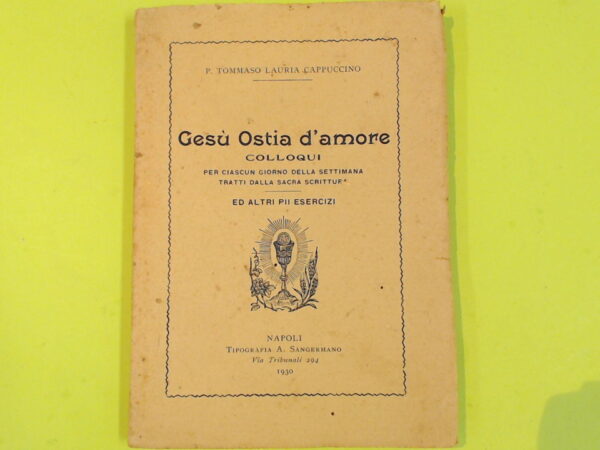 P. TOMMASO LAURIA CAPPUCCINO
Gesù Ostia d'amore
COLLOQUI
PER CIASCUN GIORNO DELLA SETTIMANA
TRATTI DALLA SACRA SCRITTURA
ED ALTRI PII ESERCIZI
NAPOLI
TIPOGRAFIA A. SANGERMANO
Via Tribunali 294
1930